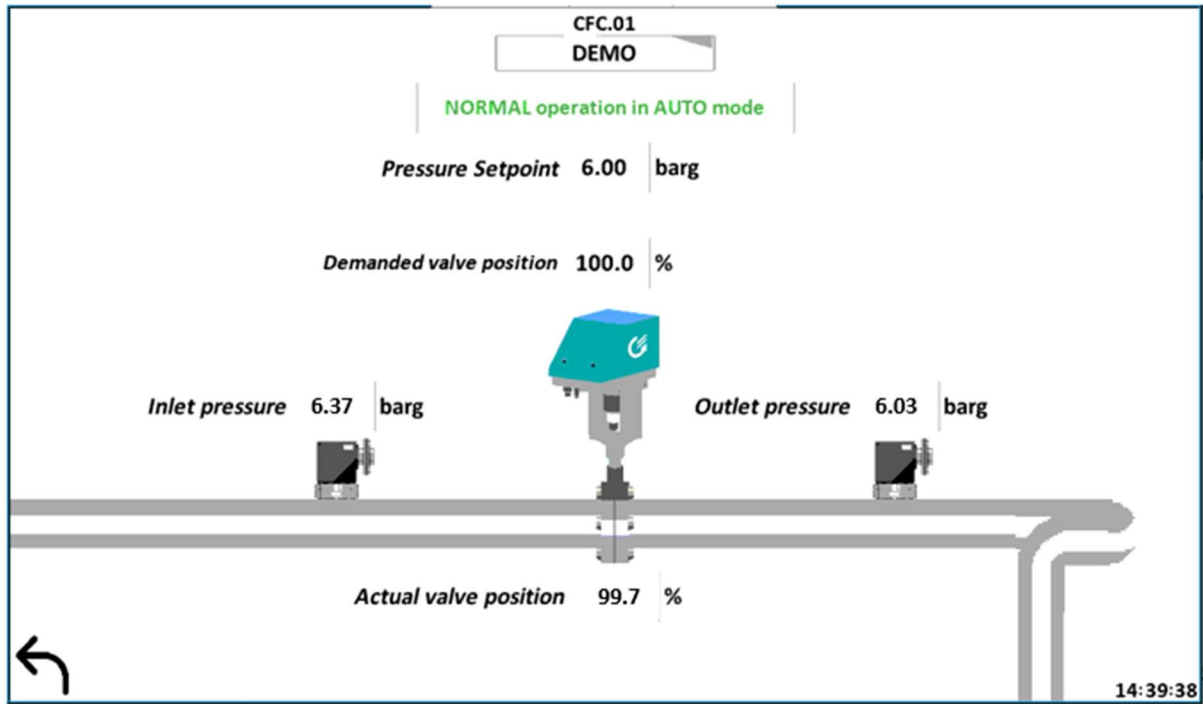 CFC.01
DEMO
NORMAL operation in AUTO mode
Pressure Setpoint 6.00 barg
Demanded valve position 100.0 %
Inlet pressure 6.37 barg
Outlet pressure 6.03 barg
Actual valve position 99.7 %
14:39:38